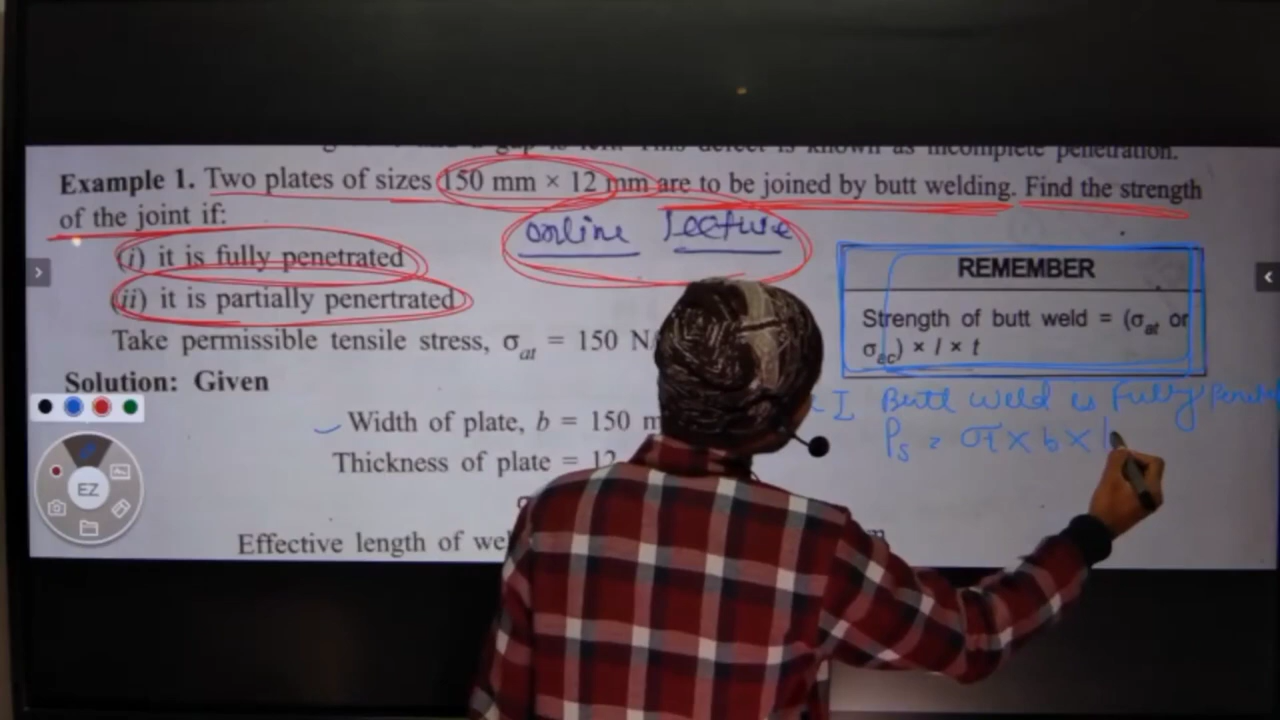 Example 1. Two plates of sizes 150 mm × 12 mm are to be joined by butt welding. Find the strength
of the joint if:
online lecture
(i) it is fully penetrated
(ii) it is partially penertrated
Take permissible tensile stress, σat = 150 N/
REMEMBER
Strength of butt weld = (σat or
σac) × l × t
Solution: Given
I Butt weld is Fully
Ps = σt × b ×
Width of plate, b = 150 m
Thickness of plate = 12
EZ
Effective length of we